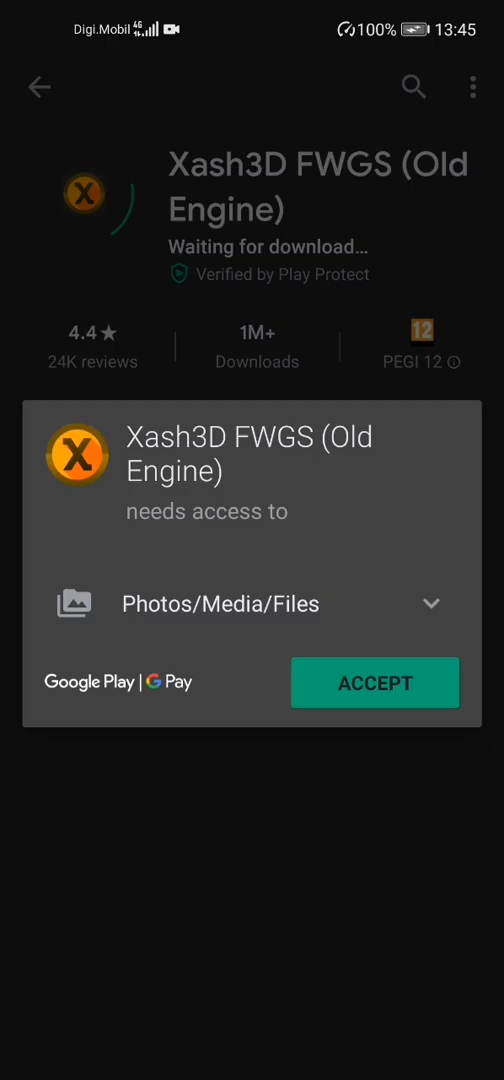 Digi.Mobil 4G 100% 13:45
Xash3D FWGS (Old
Engine)
Waiting for download...
Verified by Play Protect
4.4★ 1M+ 12
24K reviews Downloads PEGI 12
X
Xash3D FWGS (Old
Engine)
needs access to
Photos/Media/Files
Google Play | G Pay ACCEPT